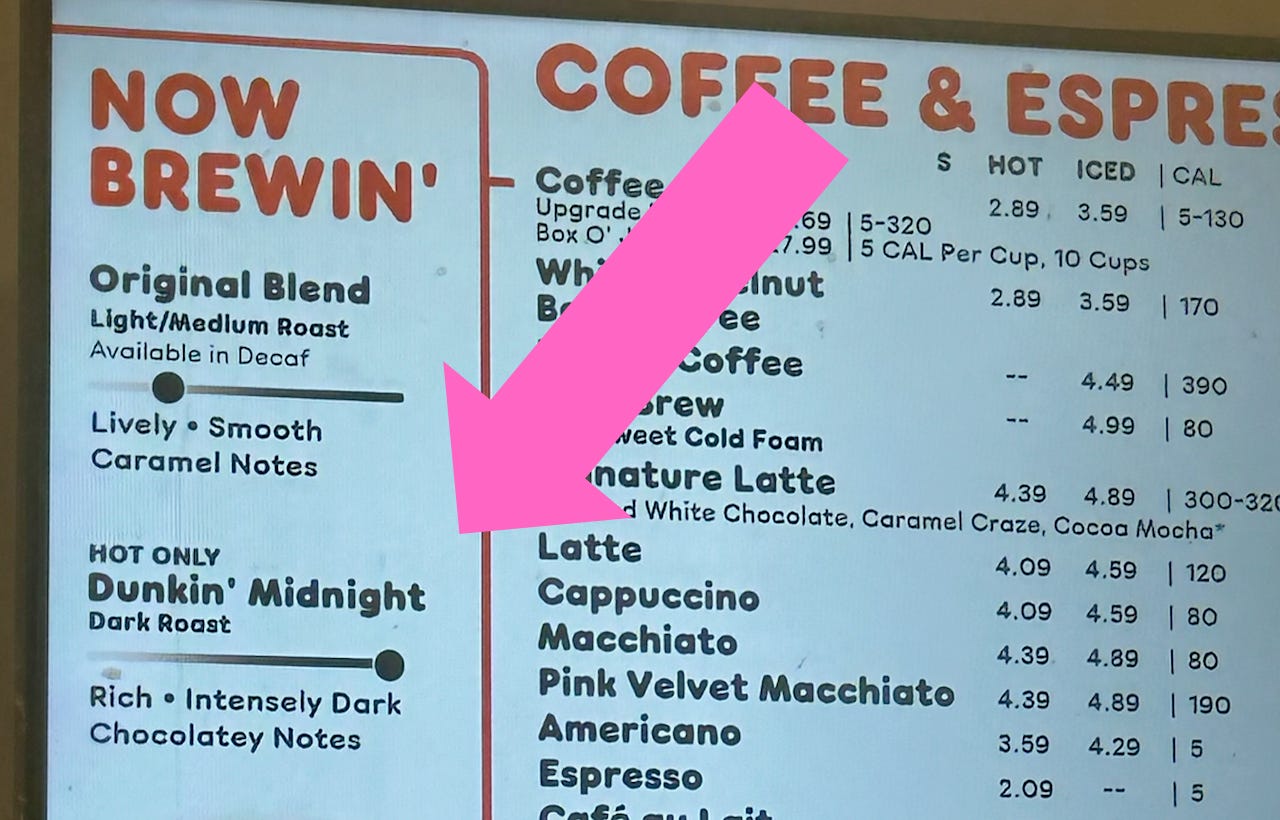 NOW
BREWIN'
Original Blend
Light/Medium Roast
Available in Decaf
Lively • Smooth
Caramel Notes
HOT ONLY
Dunkin' Midnight
Dark Roast
Rich • Intensely Dark
Chocolatey Notes
COFFEE & 
S HOT ICED | CAL
Coffee 2.89 3.59 | 5-130
Upgrade .69 | 5-320
Box O' 7.99 | 5 CAL Per Cup, 10 Cups
2.89 3.59 | 170
Coffee -- 4.49 | 390
-- 4.99 | 80
Cold Foam
Latte 4.39 4.89 | 300-320
White Chocolate, Caramel Craze, Cocoa Mocha*
Latte 4.09 4.59 | 120
Cappuccino 4.09 4.59 | 80
Macchiato 4.39 4.89 | 80
Pink Velvet Macchiato 4.39 4.89 | 190
Americano 3.59 4.29 | 5
Espresso 2.09 -- | 5
Café au Lait